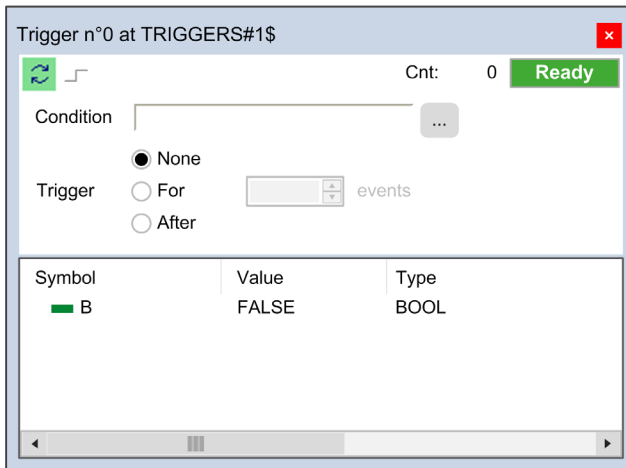 Trigger n°0 at TRIGGERS#1$
Cnt: 0 Ready
Condition ...
None
Trigger For events
After
Symbol Value Type
B FALSE BOOL